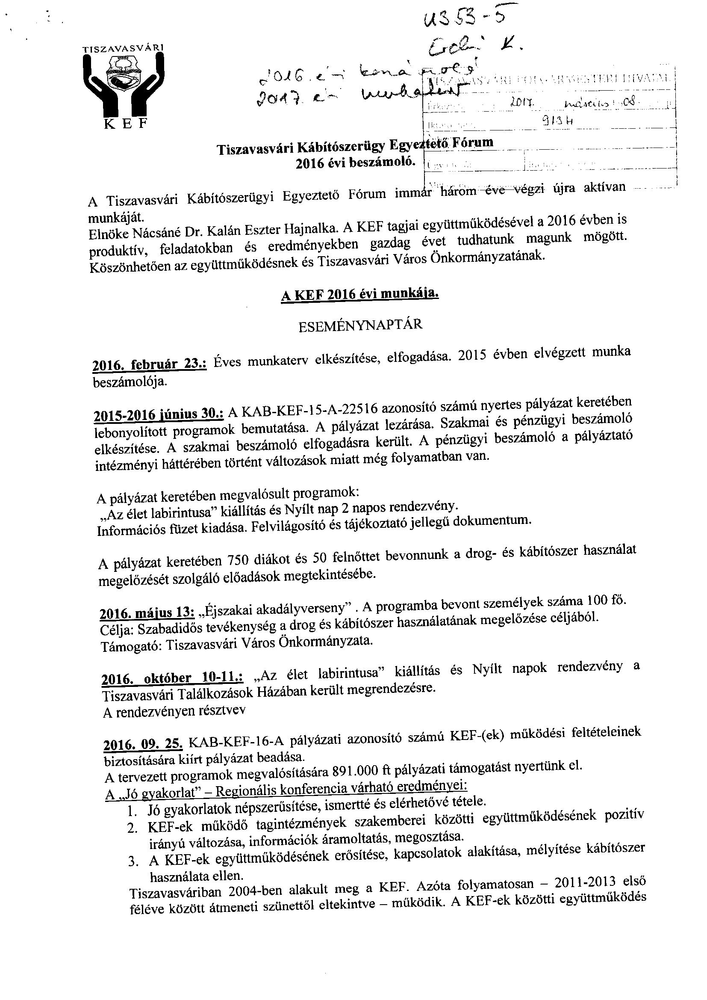 U353-5
K.
TISZAVASVÁRI
2016. évi
2017. évi
TISZAVASVÁRI POLGÁRMESTERI HIVATAL
2017. március 08.
9134
K E F
Tiszavasvári Kábítószerügy Egyeztető Fórum
2016 évi beszámoló.
A Tiszavasvári Kábítószerügyi Egyeztető Fórum immár három éve végzi újra aktívan
munkáját.
Elnöke Nácsáné Dr. Kalán Eszter Hajnalka. A KEF tagjai együttműködésével a 2016 évben is
produktív, feladatokban és eredményekben gazdag évet tudhatunk magunk mögött.
Köszönhetően az együttműködésnek és Tiszavasvári Város Önkormányzatának.
A KEF 2016 évi munkája.
ESEMÉNYNAPTÁR
2016. február 23.: Éves munkaterv elkészítése, elfogadása. 2015 évben elvégzett munka
beszámolója.
2015-2016 június 30.: A KAB-KEF-15-A-22516 azonosító számú nyertes pályázat keretében
lebonyolított programok bemutatása. A pályázat lezárása. Szakmai és pénzügyi beszámoló
elkészítése. A szakmai beszámoló elfogadásra került. A pénzügyi beszámoló a pályáztató
intézményi háttérében történt változások miatt még folyamatban van.
A pályázat keretében megvalósult programok:
„Az élet labirintusa” kiállítás és Nyílt nap 2 napos rendezvény.
Információs füzet kiadása. Felvilágosító és tájékoztató jellegű dokumentum.
A pályázat keretében 750 diákot és 50 felnőttet bevonnunk a drog- és kábítószer használat
megelőzését szolgáló előadások megtekintésébe.
2016. május 13: „Éjszakai akadályverseny” . A programba bevont személyek száma 100 fő.
Célja: Szabadidős tevékenység a drog és kábítószer használatának megelőzése céljából.
Támogató: Tiszavasvári Város Önkormányzata.
2016. október 10-11.: „Az élet labirintusa” kiállítás és Nyílt napok rendezvény a
Tiszavasvári Találkozások Házában került megrendezésre.
A rendezvényen résztvev
2016. 09. 25. KAB-KEF-16-A pályázati azonosító számú KEF-(ek) működési feltételeinek
biztosítására kiírt pályázat beadása.
A tervezett programok megvalósítására 891.000 ft pályázati támogatást nyertünk el.
A „Jó gyakorlat” – Regionális konferencia várható eredményei:
1. Jó gyakorlatok népszerűsítése, ismertté és elérhetővé tétele.
2. KEF-ek működő tagintézmények szakemberei közötti együttműködésének pozitív
irányú változása, információk áramoltatás, megosztása.
3. A KEF-ek együttműködésének erősítése, kapcsolatok alakítása, mélyítése kábítószer
használata ellen.
Tiszavasváriban 2004-ben alakult meg a KEF. Azóta folyamatosan – 2011-2013 első
féléve között átmeneti szünettől eltekintve – működik. A KEF-ek közötti együttműködés